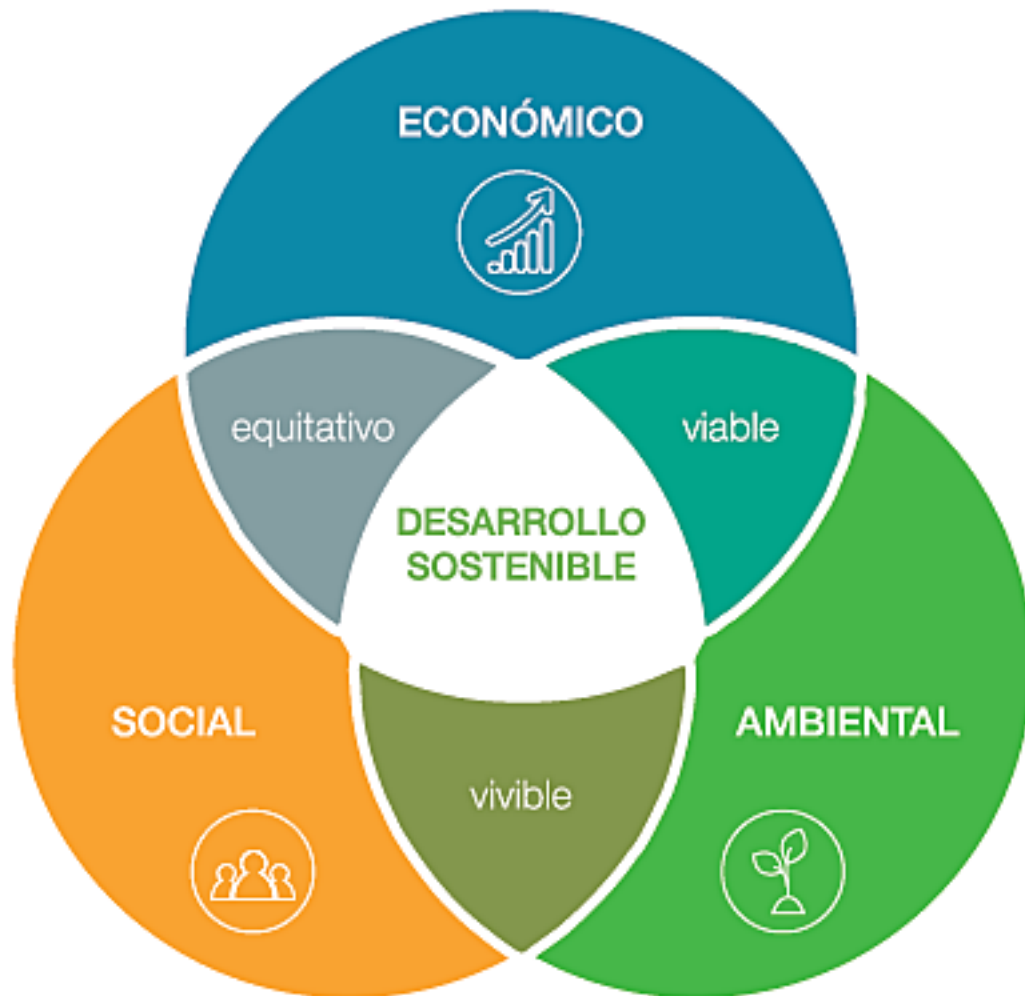 ECONÓMICO
equitativo
viable
DESARROLLO
SOSTENIBLE
SOCIAL
AMBIENTAL
vivible